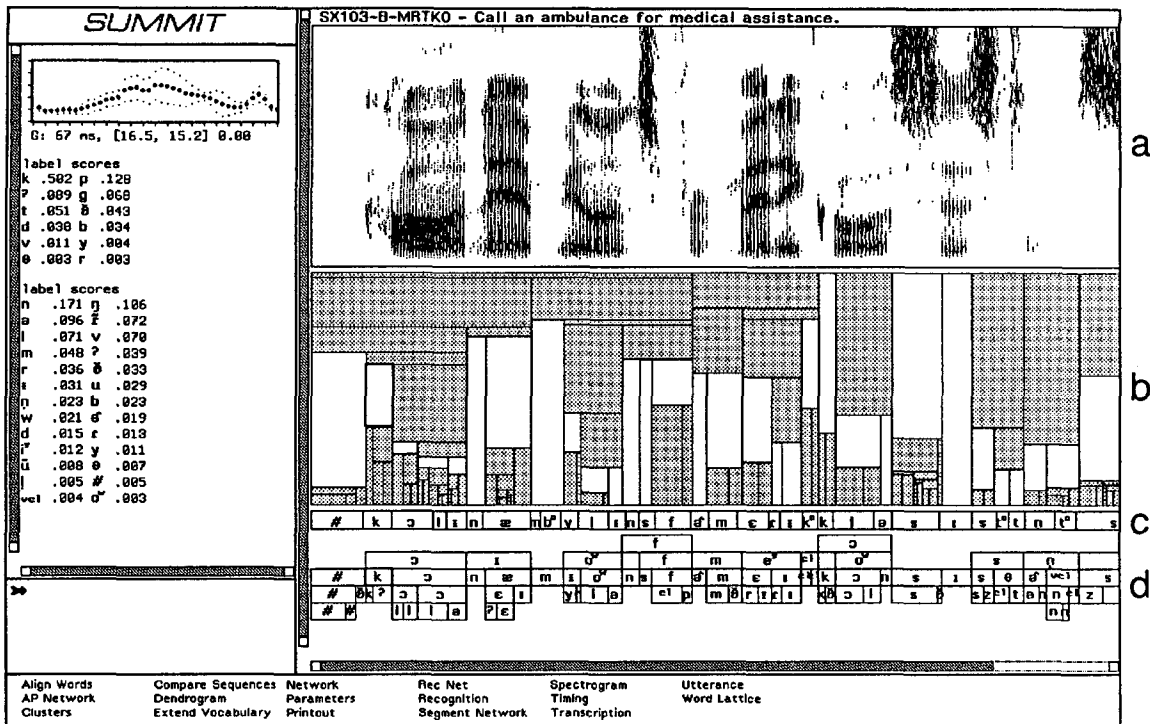 SUMMIT
SX103-B-MRTK0 - Call an ambulance for medical assistance.
G: 67 ms, [16.5, 15.2] 0.00
label scores
k .502 p .128
? .089 g .068
t .051 ð .043
d .038 b .034
v .011 y .004
θ .003 r .003
label scores
n .171 ŋ .106
.096 .072
l .071 v .070
m .048 ? .039
r .036 ð .033
ɪ .031 u .029
.023 b .023
w .021 .019
d .015 ɛ .013
.012 y .011
ü .008 θ .007
.005 # .005
vcl .004 .003
a
b
# k ɔ l ɪ n æ m y l ɪ n s f m ɛ r ɪ k l ə s ɪ s t n s
c
f ɔ
ɔ ɪ f m s
# k ɔ n æ m ɪ n s f m ɛ ɪ k ɔ n s ɪ s θ vcl s
d
Align Words Compare Sequences Network Rec Net Spectrogram Utterance
AP Network Dendrogram Parameters Recognition Timing Word Lattice
Clusters Extend Vocabulary Printout Segment Network Transcription